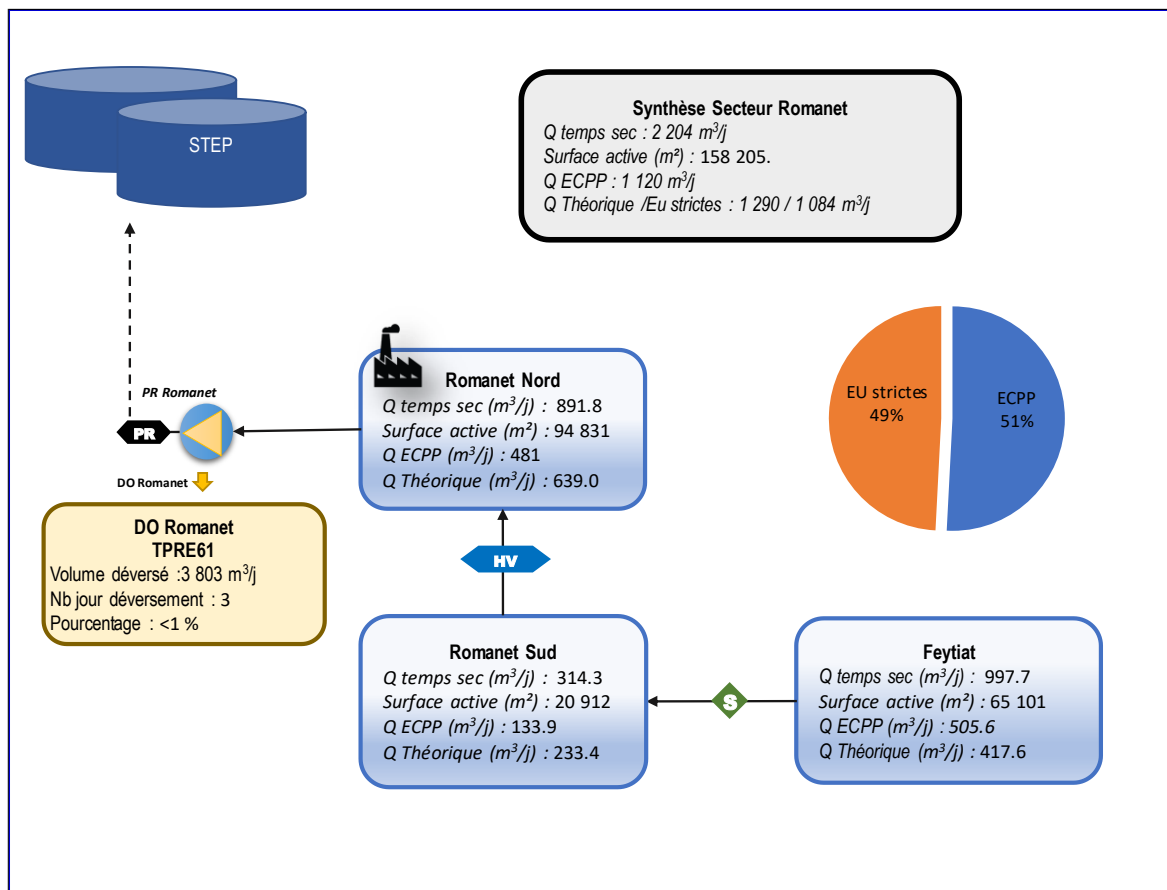 STEP
Synthèse Secteur Romanet
Q temps sec : 2 204 m³/j
Surface active (m²) : 158 205.
Q ECPP : 1 120 m³/j
Q Théorique /Eu strictes : 1 290 / 1 084 m³/j
EU strictes
49%
ECPP
51%
Romanet Nord
Q temps sec (m³/j) : 891.8
Surface active (m²) : 94 831
Q ECPP (m³/j) : 481
Q Théorique (m³/j) : 639.0
PR Romanet
PR
DO Romanet
DO Romanet
TPRE61
Volume déversé :3 803 m³/j
Nb jour déversement : 3
Pourcentage : <1 %
HV
Romanet Sud
Q temps sec (m³/j) : 314.3
Surface active (m²) : 20 912
Q ECPP (m³/j) : 133.9
Q Théorique (m³/j) : 233.4
S
Feytiat
Q temps sec (m³/j) : 997.7
Surface active (m²) : 65 101
Q ECPP (m³/j) : 505.6
Q Théorique (m³/j) : 417.6